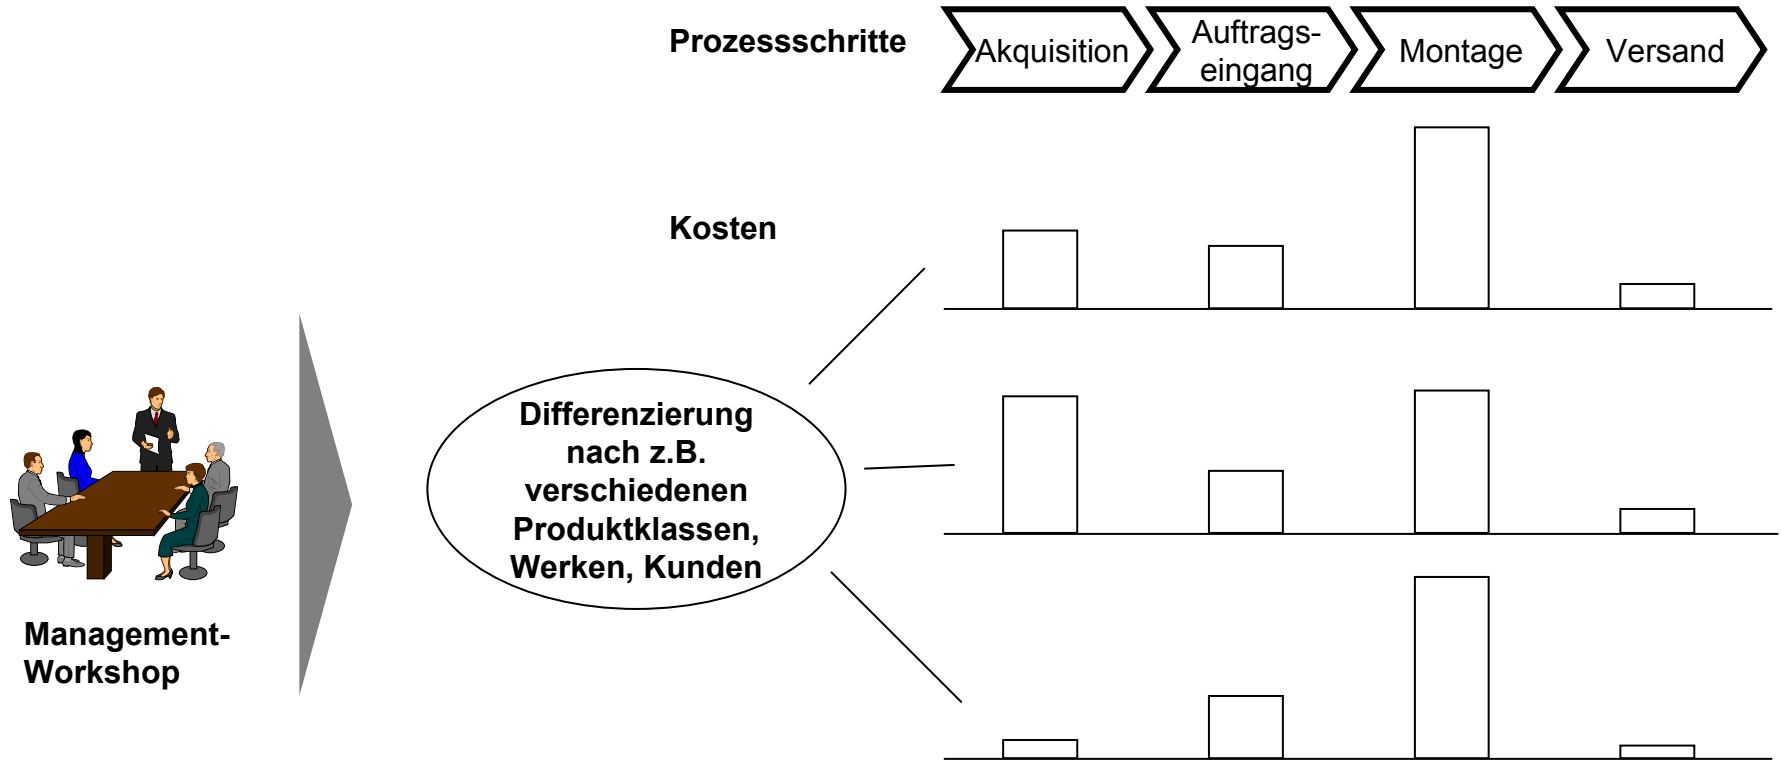 Prozessschritte
Akquisition
Auftrags-
eingang
Montage
Versand
Kosten
Differenzierung
nach z.B.
verschiedenen
Produktklassen,
Werken, Kunden
Management-
Workshop